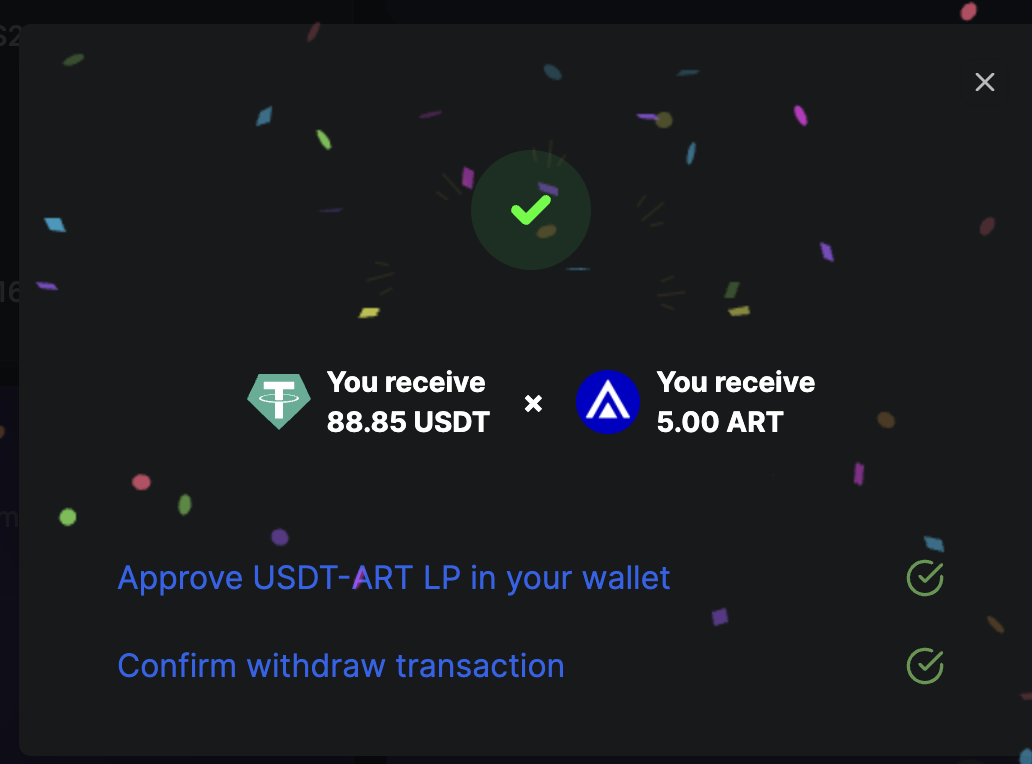 You receive
88.85 USDT
×
You receive
5.00 ART
Approve USDT-ART LP in your wallet
Confirm withdraw transaction